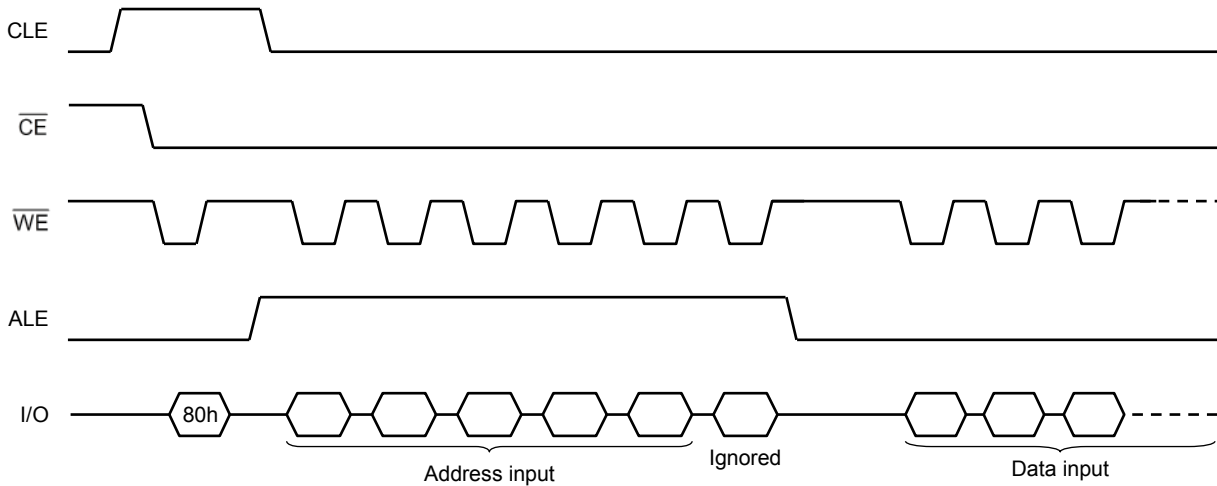 CLE
CE
WE
ALE
I/O
80h
Address input
Ignored
Data input